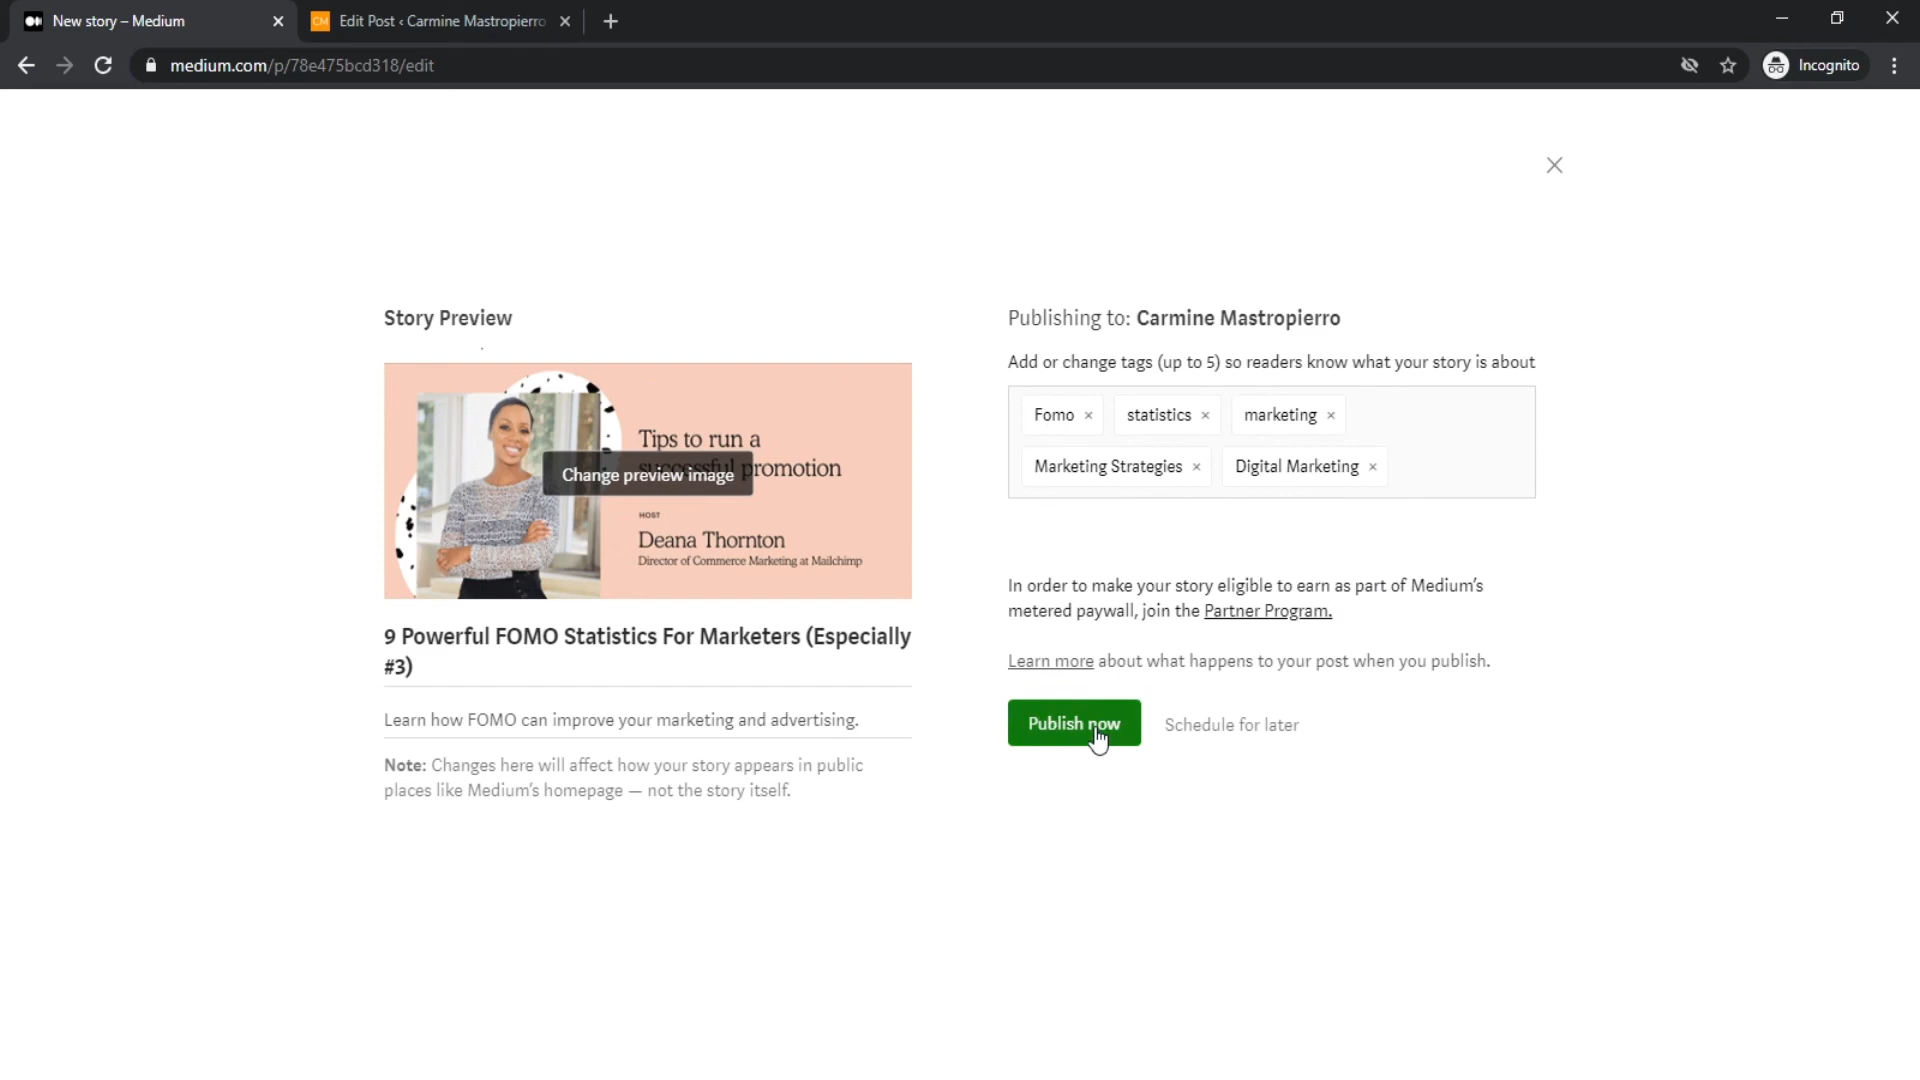 New story – Medium
CM
Edit Post ‹ Carmine Mastropierro
medium.com/p/78e475bcd318/edit
Incognito
Story Preview
Tips to run a
successful promotion
Change preview image
HOST
Deana Thornton
Director of Commerce Marketing at Mailchimp
9 Powerful FOMO Statistics For Marketers (Especially
#3)
Learn how FOMO can improve your marketing and advertising.
Note: Changes here will affect how your story appears in public
places like Medium's homepage — not the story itself.
Publishing to: Carmine Mastropierro
Add or change tags (up to 5) so readers know what your story is about
Fomo × statistics × marketing ×
Marketing Strategies × Digital Marketing ×
In order to make your story eligible to earn as part of Medium's
metered paywall, join the Partner Program.
Learn more about what happens to your post when you publish.
Publish now Schedule for later